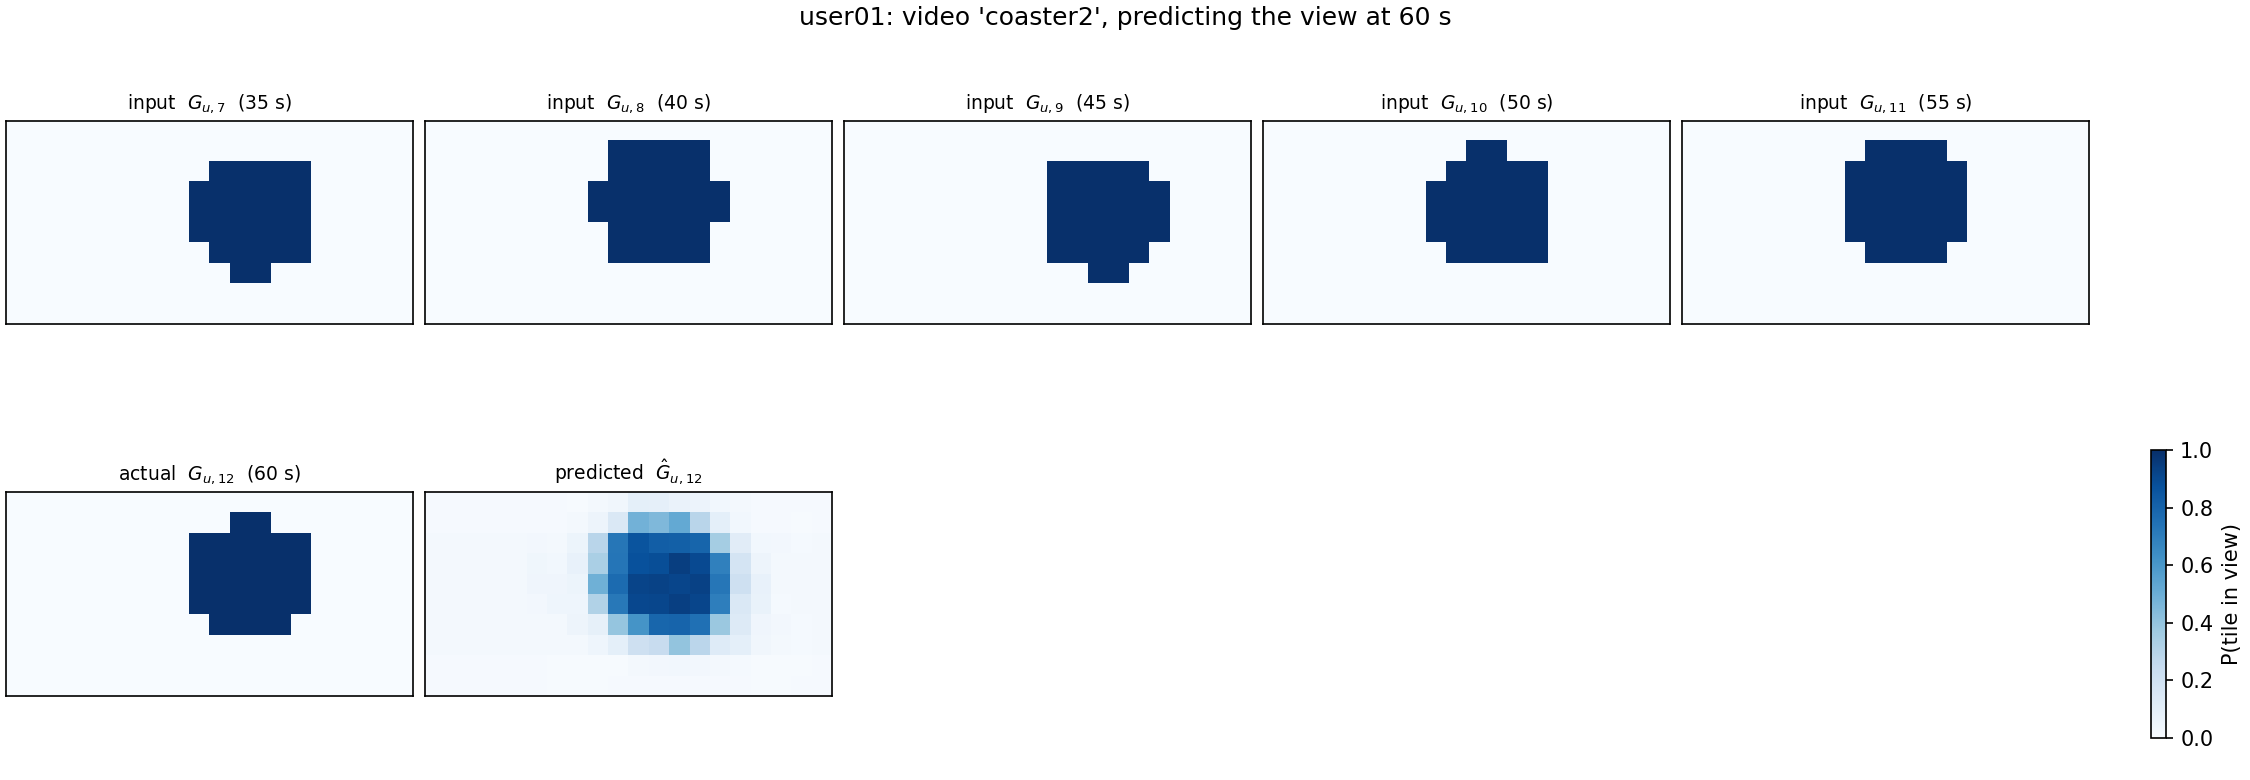 user01: video 'coaster2', predicting the view at 60 s
input G_{u,7} (35 s)
input G_{u,8} (40 s)
input G_{u,9} (45 s)
input G_{u,10} (50 s)
input G_{u,11} (55 s)
actual G_{u,12} (60 s)
predicted Ĝ_{u,12}
1.0
0.8
0.6
0.4
0.2
0.0
P(tile in view)